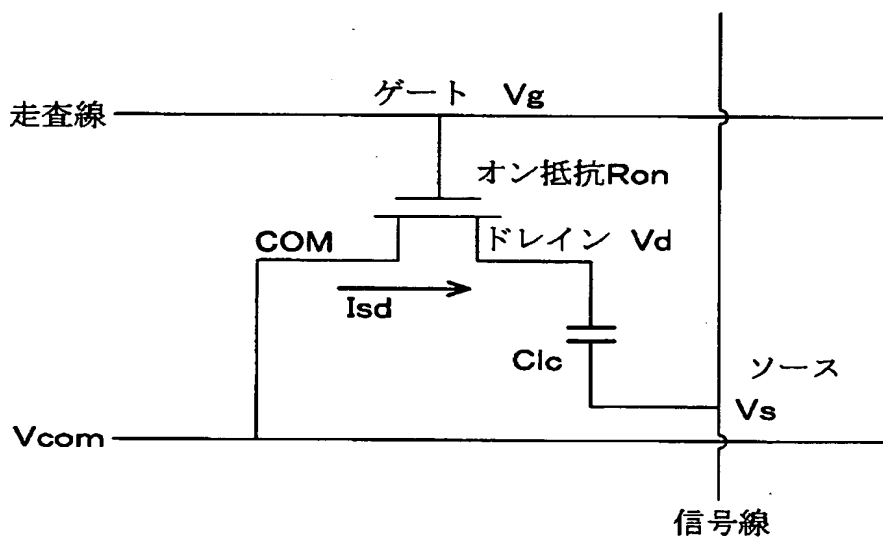 ゲート Vg
走査線
オン抵抗Ron
COM
ドレイン Vd
Isd
Clc
ソース
Vs
Vcom
信号線